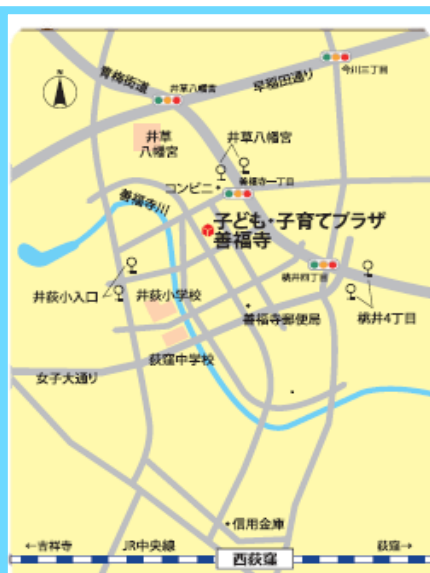 N
青梅街道
井草八幡宮
早稲田通り
今川三丁目
井草
八幡宮
井草八幡宮
コンビニ
善福寺一丁目
善福寺川
子ども・子育てプラザ
善福寺
井荻小入口
井荻小学校
桃井四丁目
善福寺郵便局
桃井4丁目
荻窪中学校
女子大通り
信用金庫
←吉祥寺
JR中央線
西荻窪
荻窪→